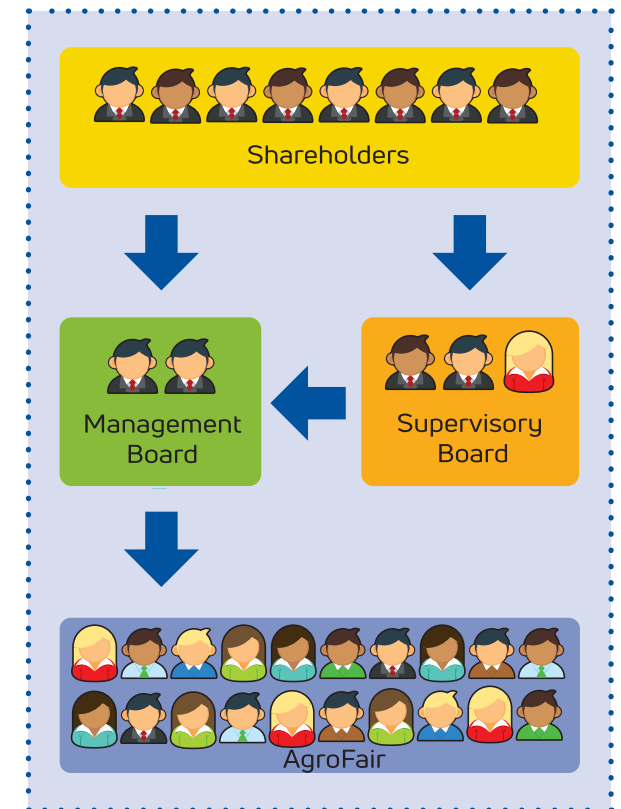 Shareholders
Management
Board
Supervisory
Board
AgroFair